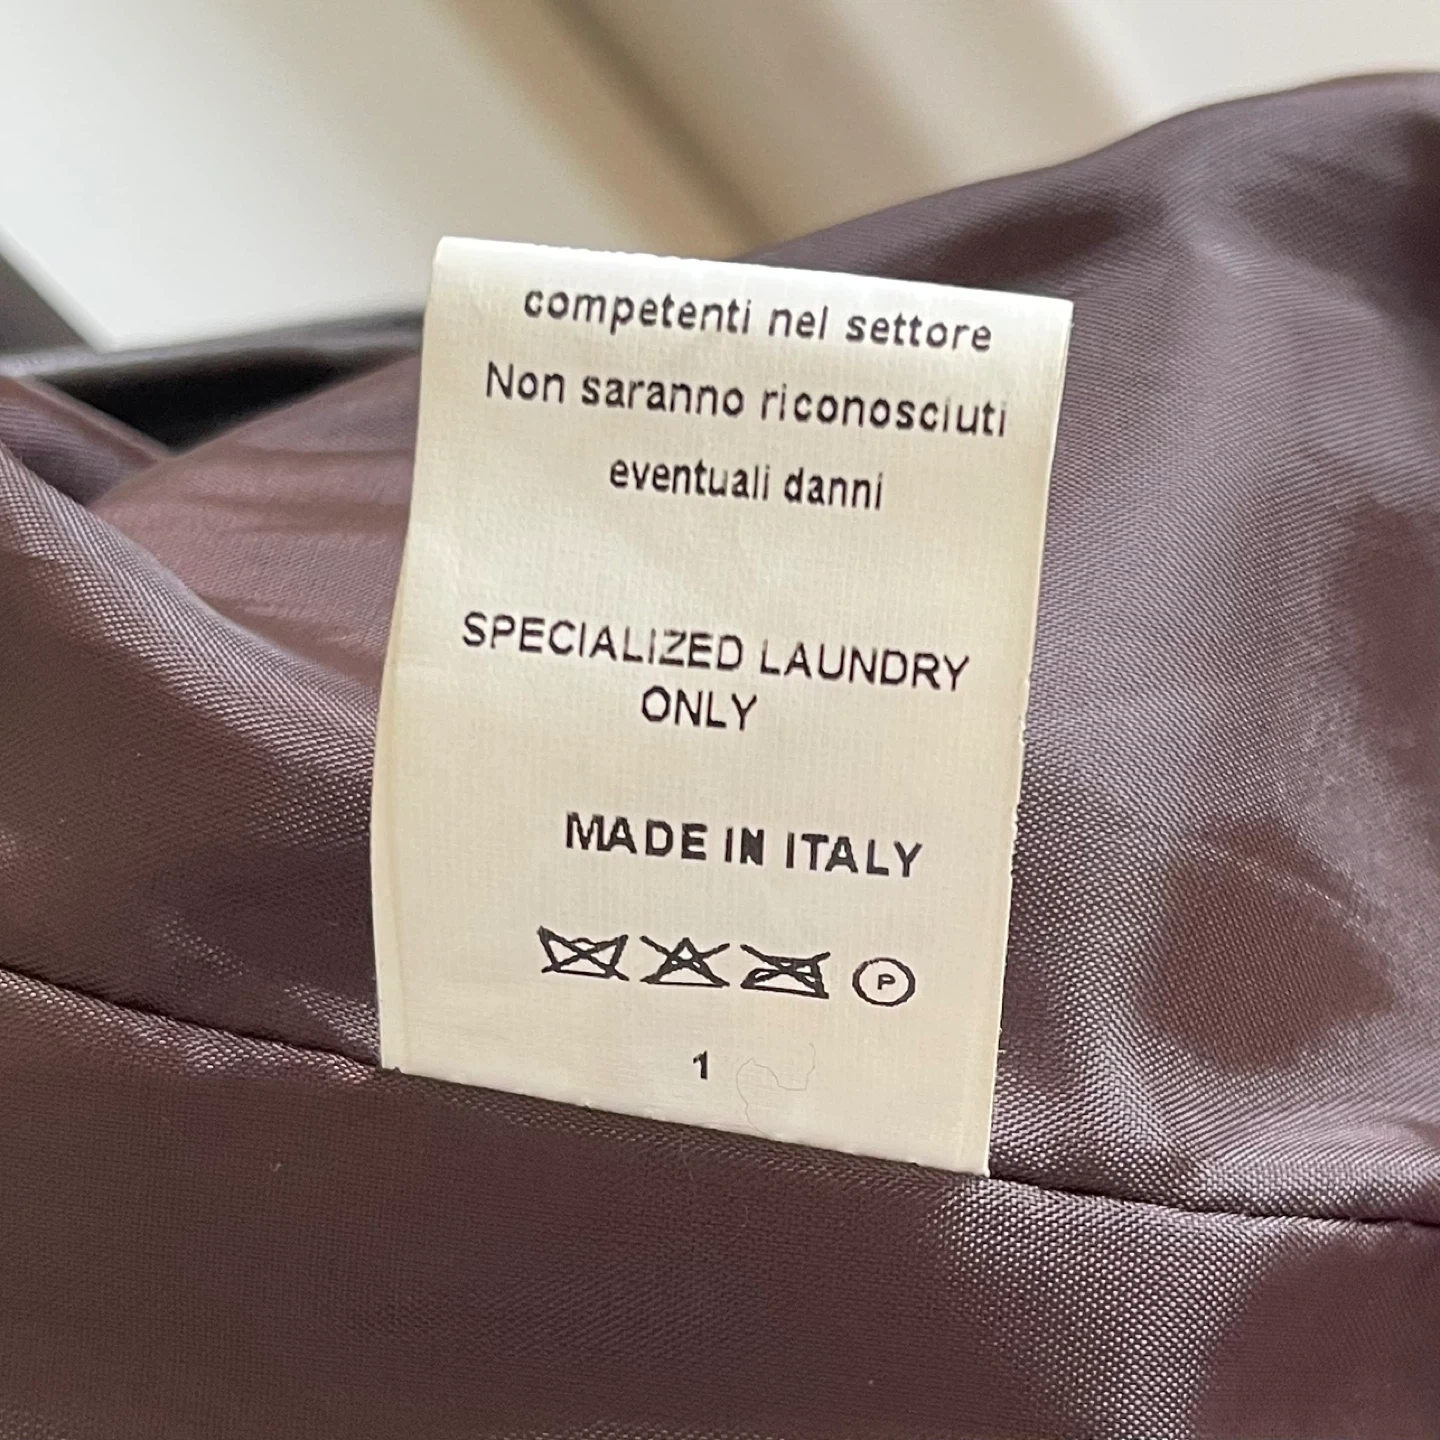 competenti nel settore
Non saranno riconosciuti
eventuali danni
SPECIALIZED LAUNDRY
ONLY
MADE IN ITALY
P
1